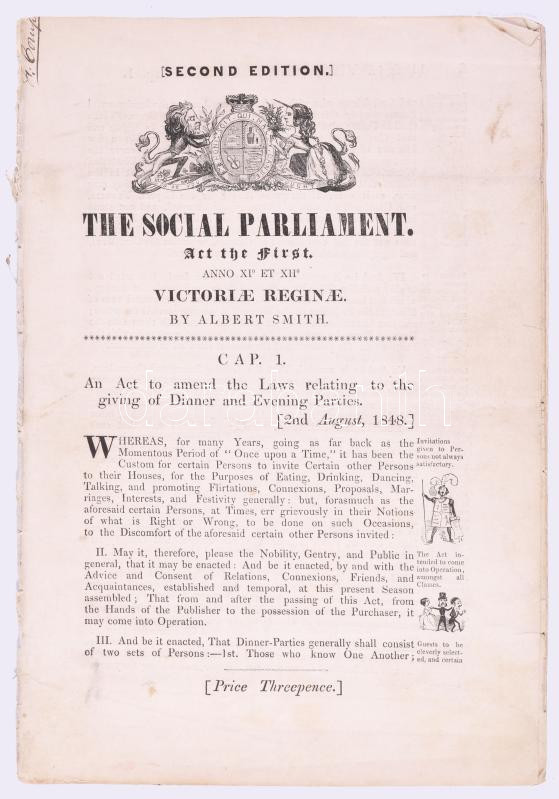 [SECOND EDITION.]
THE SOCIAL PARLIAMENT.
Act the First.
ANNO XI° ET XII°
VICTORIÆ REGINÆ.
BY ALBERT SMITH.
CAP. 1.
An Act to amend the Laws relating to the
giving of Dinner and Evening Parties.
[2nd August, 1848.]
WHEREAS, for many Years, going as far back as the
Momentous Period of "Once upon a Time," it has been the
Custom for certain Persons to invite Certain other Persons
to their Houses, for the Purposes of Eating, Drinking, Dancing,
Talking, and promoting Flirtations, Connexions, Proposals, Mar-
riages, Interests, and Festivity generally: but, forasmuch as the
aforesaid certain Persons, at Times, err grievously in their Notions
of what is Right or Wrong, to be done on such Occasions,
to the Discomfort of the aforesaid certain other Persons invited:
Invitations
given to Per-
sons not always
satisfactory.
II. May it, therefore, please the Nobility, Gentry, and Public in
general, that it may be enacted: And be it enacted, by and with the
Advice and Consent of Relations, Connexions, Friends, and
Acquaintances, established and temporal, at this present Season
assembled; That from and after the passing of this Act, from
the Hands of the Publisher to the possession of the Purchaser, it
may come into Operation.
The Act in-
tended to come
into Operation,
amongst all
Classes.
III. And be it enacted, That Dinner-Parties generally shall consist
of two sets of Persons:—1st. Those who know One Another;
Guests to be
cleverly select-
ed, and certain
[Price Threepence.]